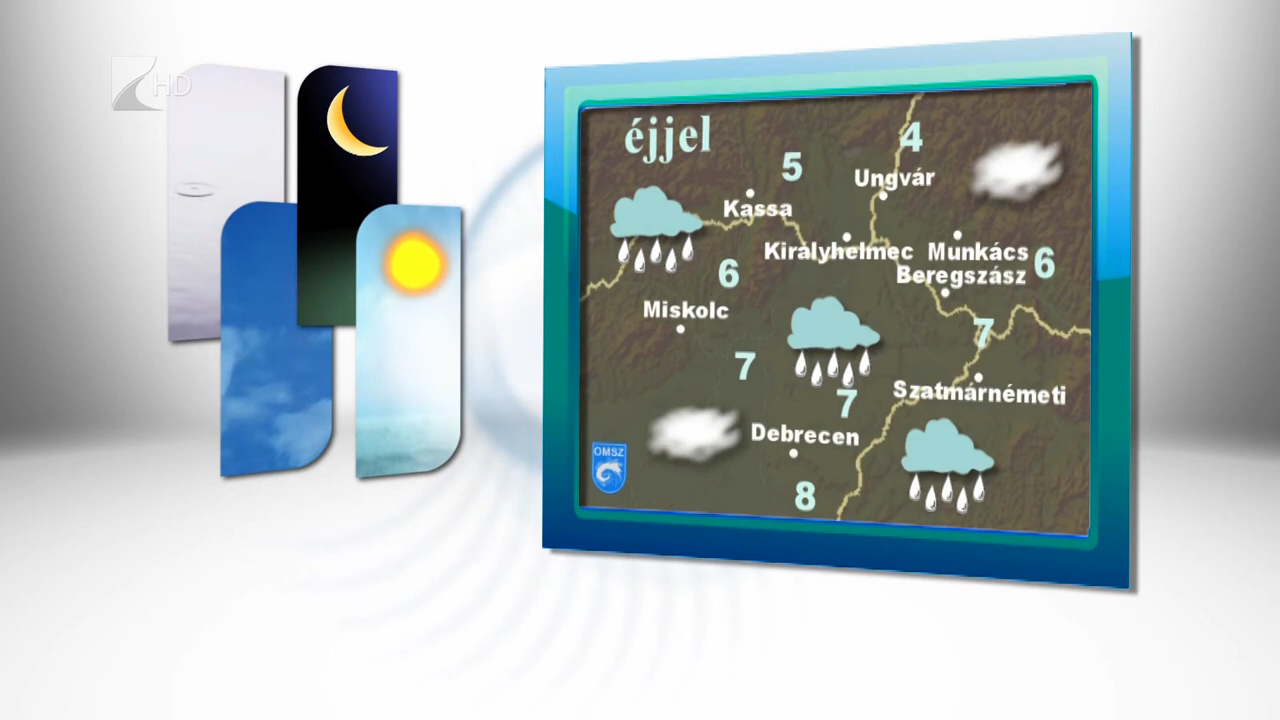 HD
éjjel
4
5
Ungvár
Kassa
Királyhelmec
Munkács
6
Beregszász
6
Miskolc
7
7
Szatmárnémeti
7
Debrecen
OMSZ
8